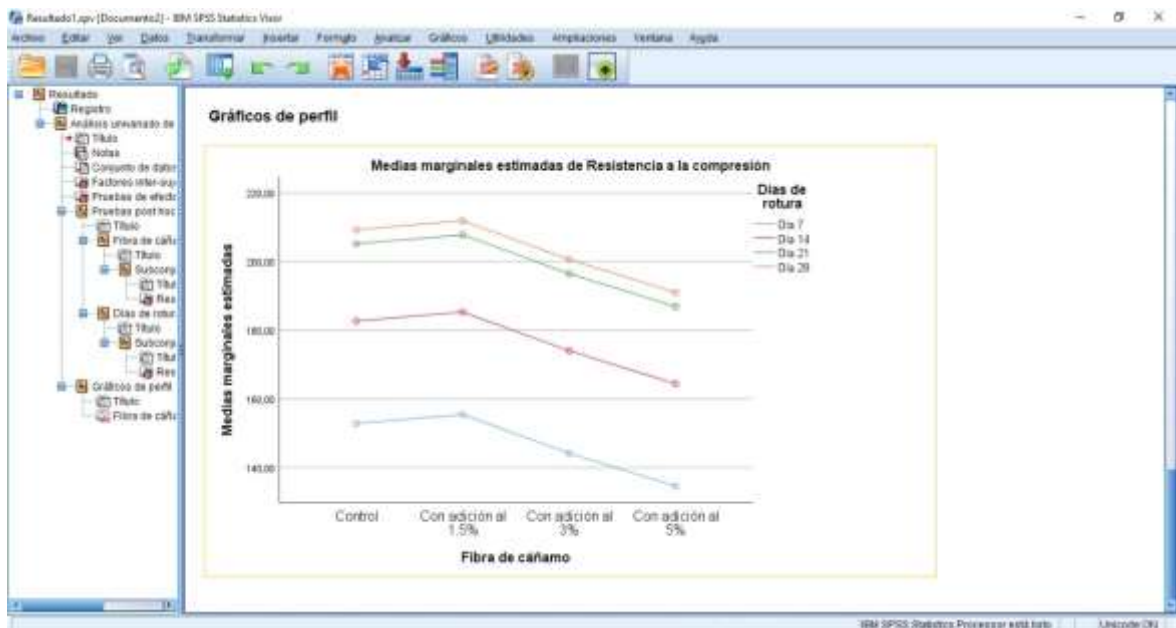 Resultado1.spv [Documento2] - IBM SPSS Statistics Visor
Archivo Editar Ver Datos Transformar Insertar Formato Analizar Gráficos Utilidades Ampliaciones Ventana Ayuda
Resultado
Registro
Análisis univariado de
Título
Notas
Conjunto de datos
Factores inter-suj
Pruebas de efecto
Pruebas post hoc
Título
Fibra de cáña
Título
Subconj
Títul
Res
Días de rotur
Título
Subconj
Títul
Res
Gráficos de perfil
Título
Fibra de cáña
Gráficos de perfil
Medias marginales estimadas de Resistencia a la compresión
Medias marginales estimadas
220,00
200,00
180,00
160,00
140,00
Control
Con adición al 1.5%
Con adición al 3%
Con adición al 5%
Fibra de cáñamo
Días de
rotura
Día 7
Día 14
Día 21
Día 28
IBM SPSS Statistics Processor está listo
Unicode:ON